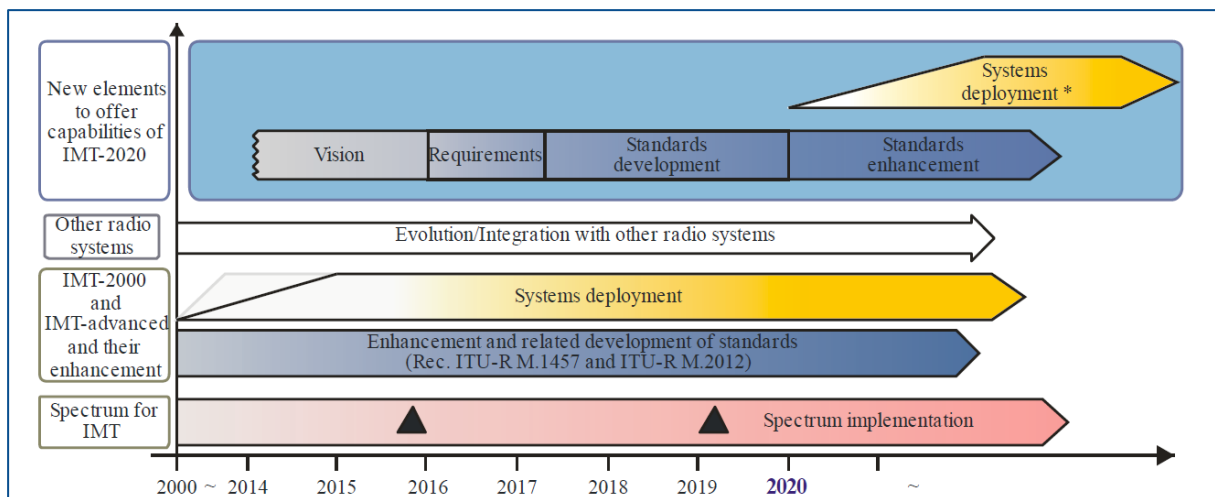 New elements
to offer
capabilities of
IMT-2020
Systems
deployment *
Vision
Requirements
Standards
development
Standards
enhancement
Other radio
systems
Evolution/Integration with other radio systems
IMT-2000
and
IMT-advanced
and their
enhancement
Systems deployment
Enhancement and related development of standards
(Rec. ITU-R M.1457 and ITU-R M.2012)
Spectrum for
IMT
Spectrum implementation
2000 ~ 2014 2015 2016 2017 2018 2019 2020 ~